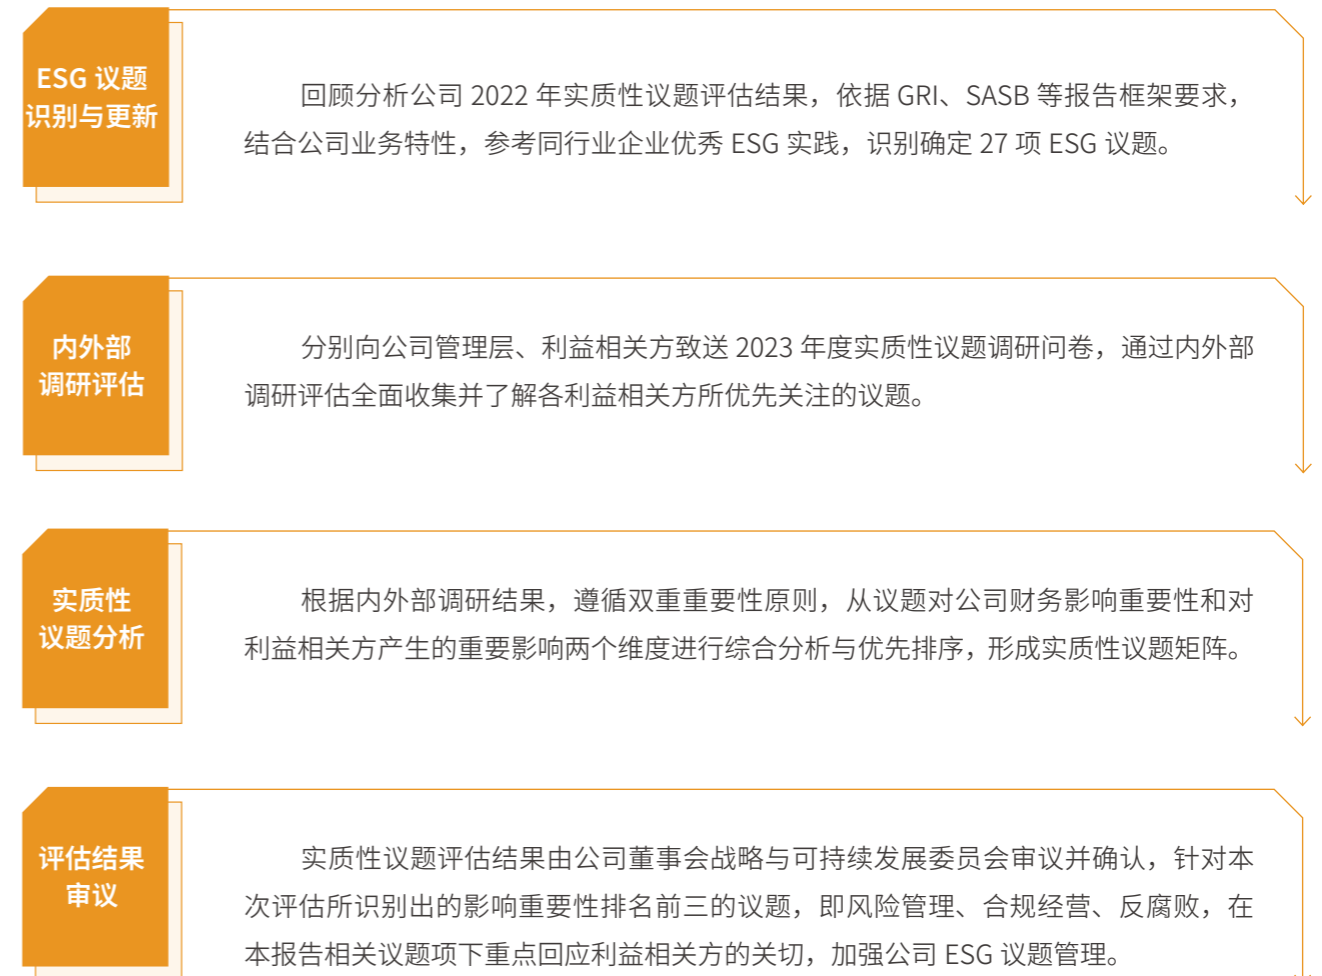 ESG 议题
识别与更新
回顾分析公司 2022 年实质性议题评估结果，依据 GRI、SASB 等报告框架要求，
结合公司业务特性，参考同行业企业优秀 ESG 实践，识别确定 27 项 ESG 议题。
内外部
调研评估
分别向公司管理层、利益相关方致送 2023 年度实质性议题调研问卷，通过内外部
调研评估全面收集并了解各利益相关方所优先关注的议题。
实质性
议题分析
根据内外部调研结果，遵循双重重要性原则，从议题对公司财务影响重要性和对
利益相关方产生的重要影响两个维度进行综合分析与优先排序，形成实质性议题矩阵。
评估结果
审议
实质性议题评估结果由公司董事会战略与可持续发展委员会审议并确认，针对本
次评估所识别出的影响重要性排名前三的议题，即风险管理、合规经营、反腐败，在
本报告相关议题项下重点回应利益相关方的关切，加强公司 ESG 议题管理。